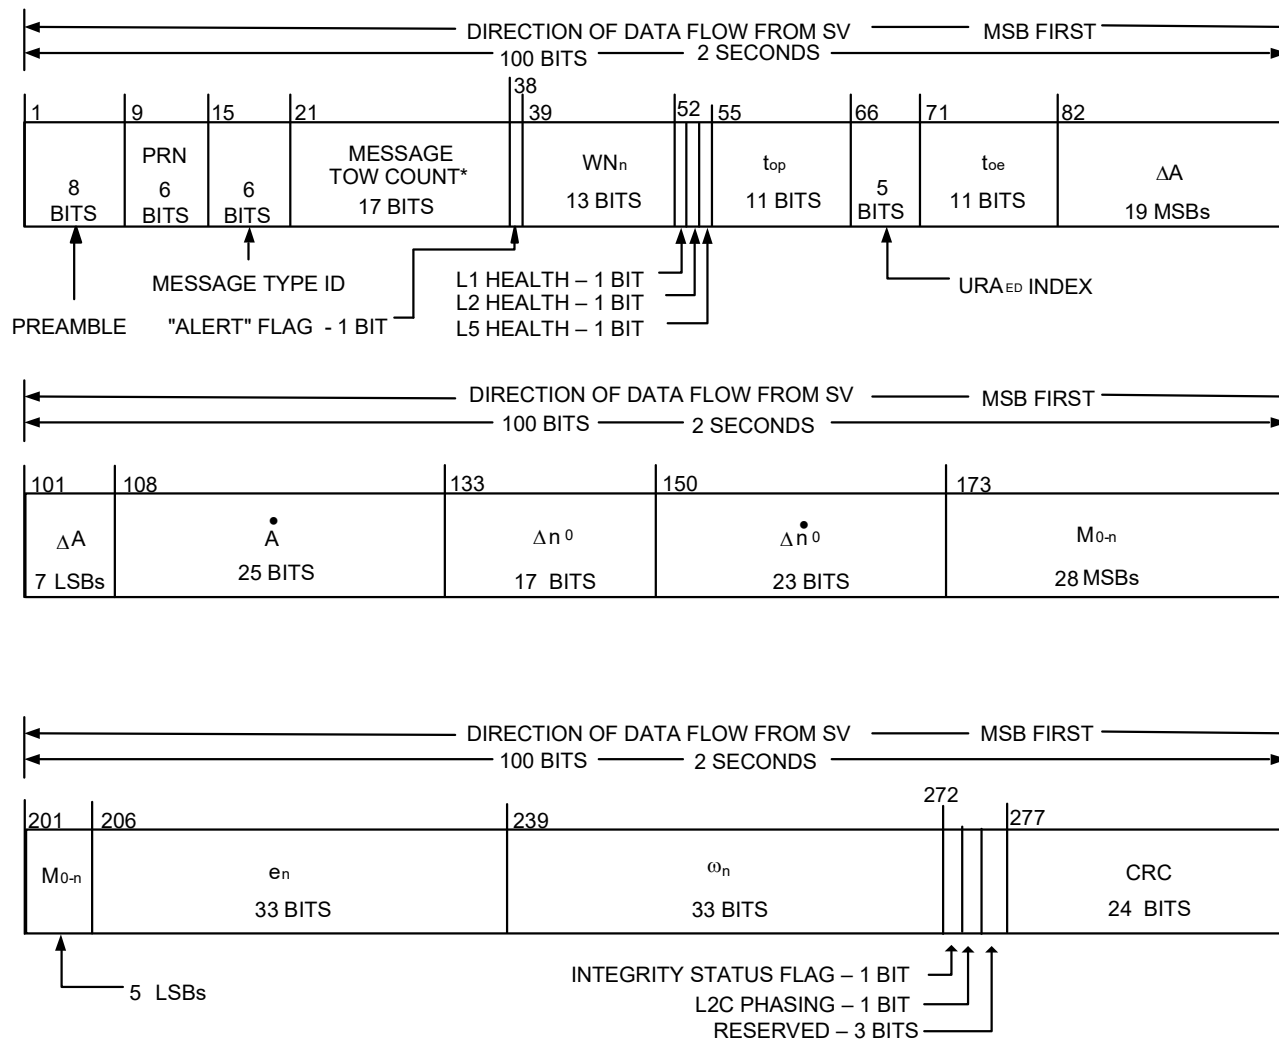 DIRECTION OF DATA FLOW FROM SV MSB FIRST
100 BITS 2 SECONDS
1 9 15 21 38 39 52 55 66 71 82
8 BITS
PRN
6 BITS
6 BITS
MESSAGE
TOW COUNT*
17 BITS
WNn
13 BITS
top
11 BITS
5 BITS
toe
11 BITS
ΔA
19 MSBs
PREAMBLE
MESSAGE TYPE ID
"ALERT" FLAG - 1 BIT
L1 HEALTH – 1 BIT
L2 HEALTH – 1 BIT
L5 HEALTH – 1 BIT
URA ED INDEX
DIRECTION OF DATA FLOW FROM SV MSB FIRST
100 BITS 2 SECONDS
101 108 133 150 173
ΔA
7 LSBs
Ȧ
25 BITS
Δn 0
17 BITS
Δṅ 0
23 BITS
M0-n
28 MSBs
DIRECTION OF DATA FLOW FROM SV MSB FIRST
100 BITS 2 SECONDS
201 206 239 272 277
M0-n
en
33 BITS
ωn
33 BITS
CRC
24 BITS
5 LSBs
INTEGRITY STATUS FLAG – 1 BIT
L2C PHASING – 1 BIT
RESERVED – 3 BITS